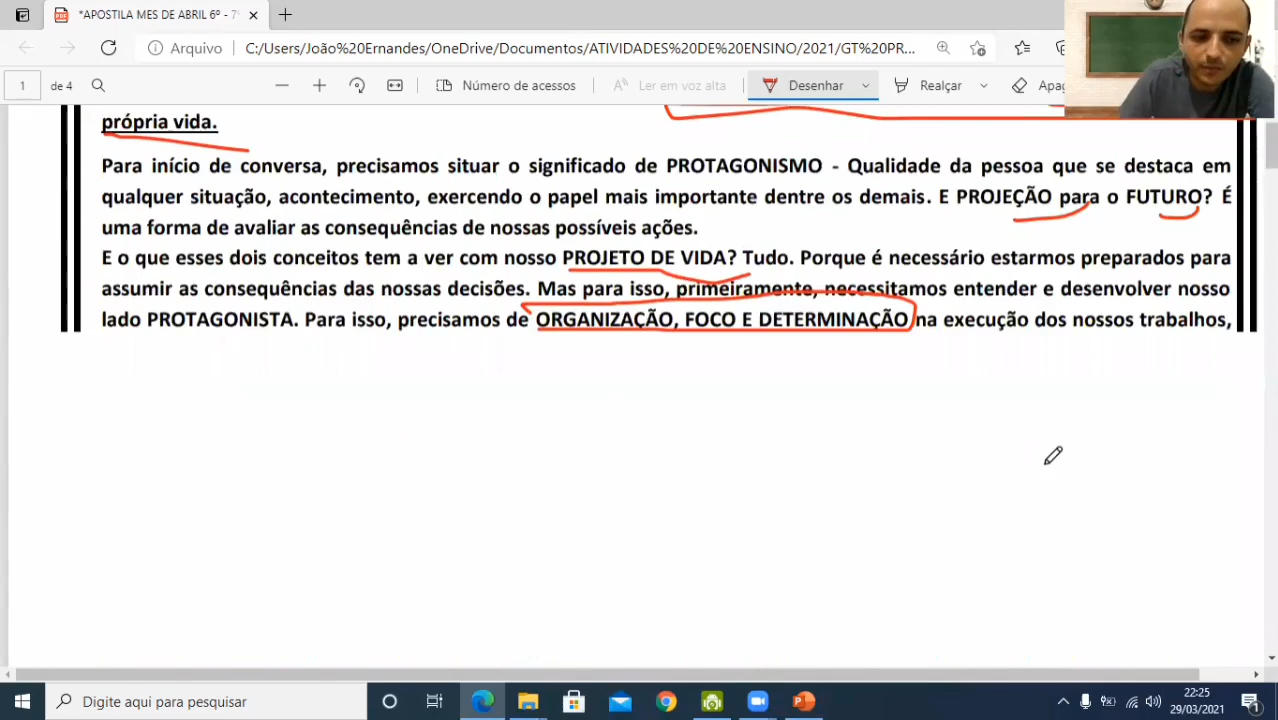 *APOSTILA MES DE ABRIL 6º - 7º
Arquivo C:/Users/João%20Ernandes/OneDrive/Documentos/ATIVIDADES%20DE%20ENSINO/2021/GT%20PR...
1 de 4 Número de acessos Ler em voz alta Desenhar Realçar Apag
própria vida.
Para início de conversa, precisamos situar o significado de PROTAGONISMO - Qualidade da pessoa que se destaca em
qualquer situação, acontecimento, exercendo o papel mais importante dentre os demais. E PROJEÇÃO para o FUTURO? É
uma forma de avaliar as consequências de nossas possíveis ações.
E o que esses dois conceitos tem a ver com nosso PROJETO DE VIDA? Tudo. Porque é necessário estarmos preparados para
assumir as consequências das nossas decisões. Mas para isso, primeiramente, necessitamos entender e desenvolver nosso
lado PROTAGONISTA. Para isso, precisamos de ORGANIZAÇÃO, FOCO E DETERMINAÇÃO na execução dos nossos trabalhos,
Digite aqui para pesquisar
22:25
29/03/2021
1